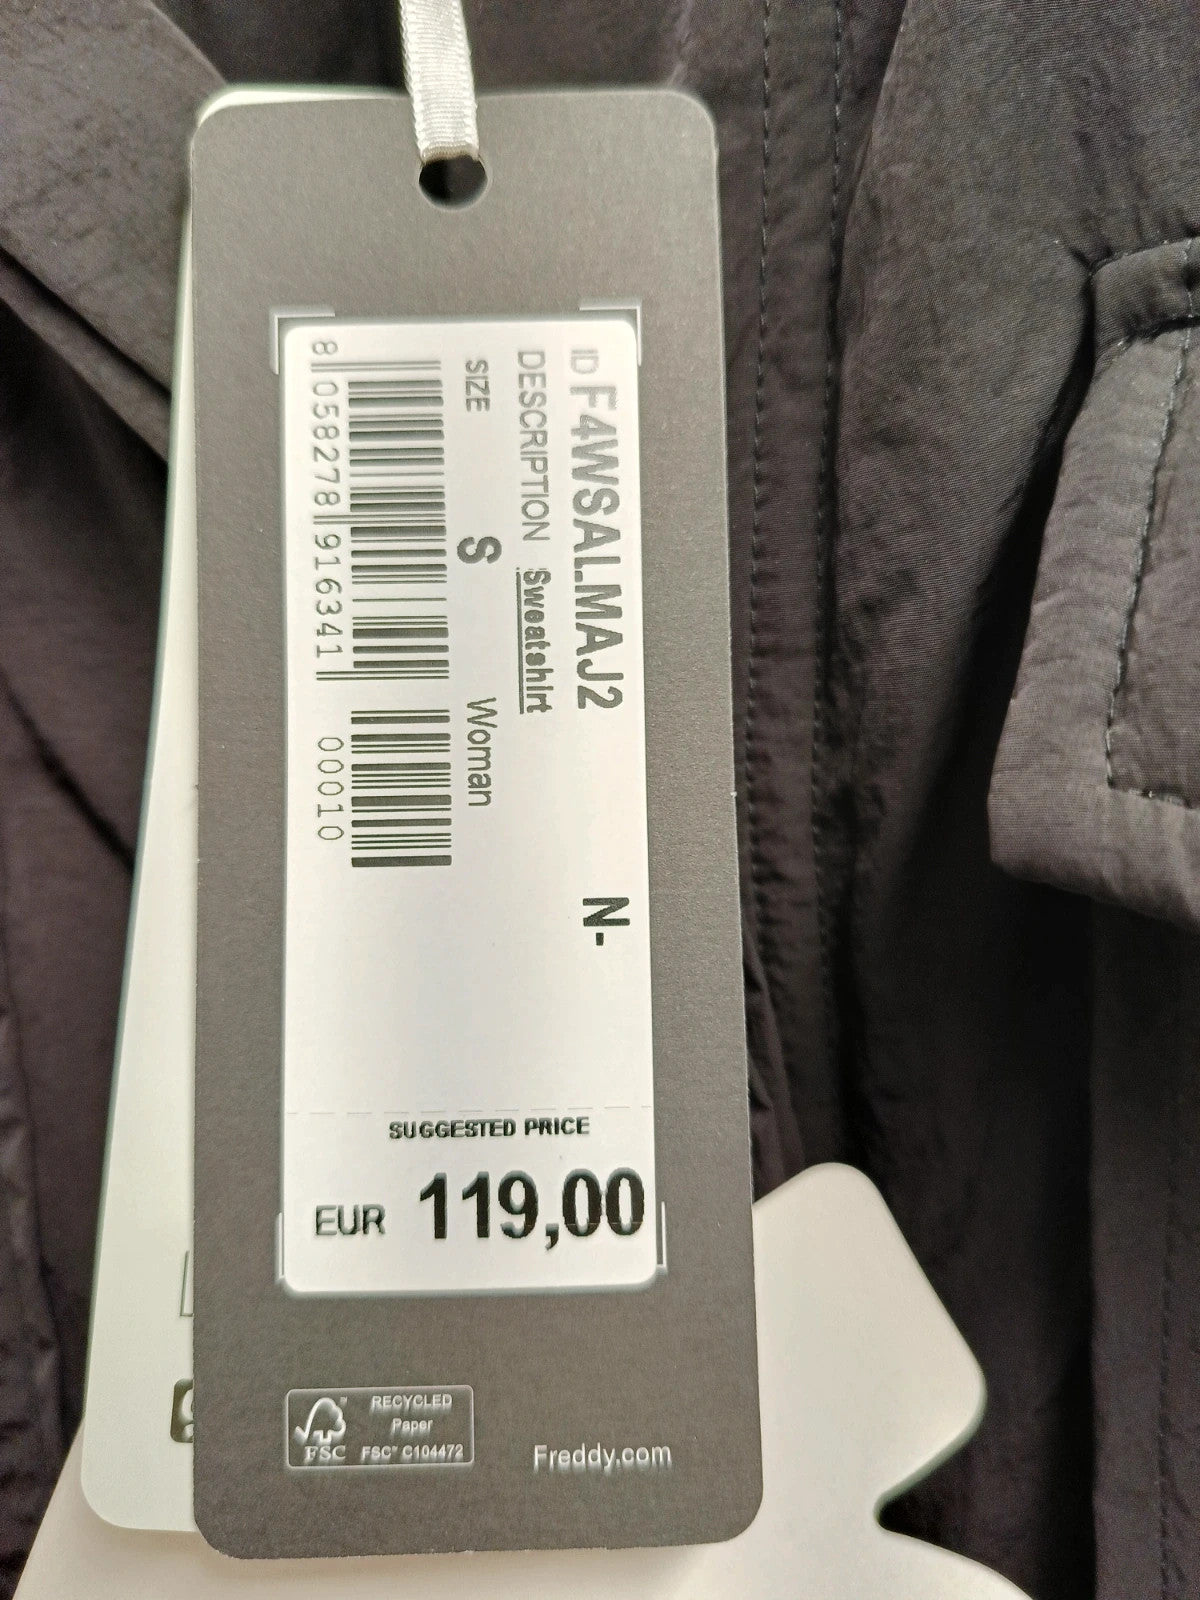 ID F4WSALMAJ2 N-
DESCRIPTION Sweatshirt
SIZE S Woman
8 058278 916341 00010
SUGGESTED PRICE
EUR 119,00
RECYCLED
Paper
FSC® C104472
FSC™
Freddy.com